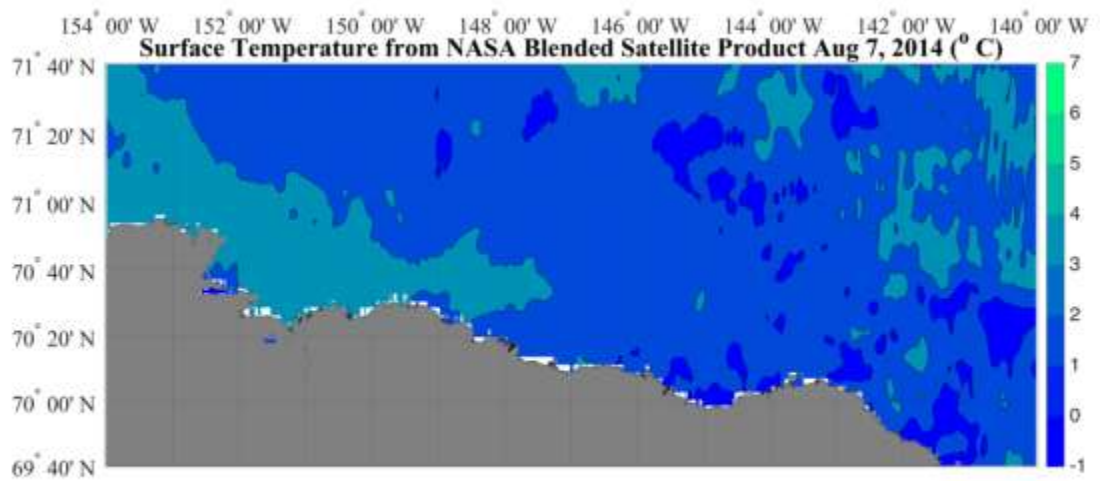 154° 00' W 152° 00' W 150° 00' W 148° 00' W 146° 00' W 144° 00' W 142° 00' W 140° 00' W
Surface Temperature from NASA Blended Satellite Product Aug 7, 2014 (° C)
71° 40' N
71° 20' N
71° 00' N
70° 40' N
70° 20' N
70° 00' N
69° 40' N
7
6
5
4
3
2
1
0
-1